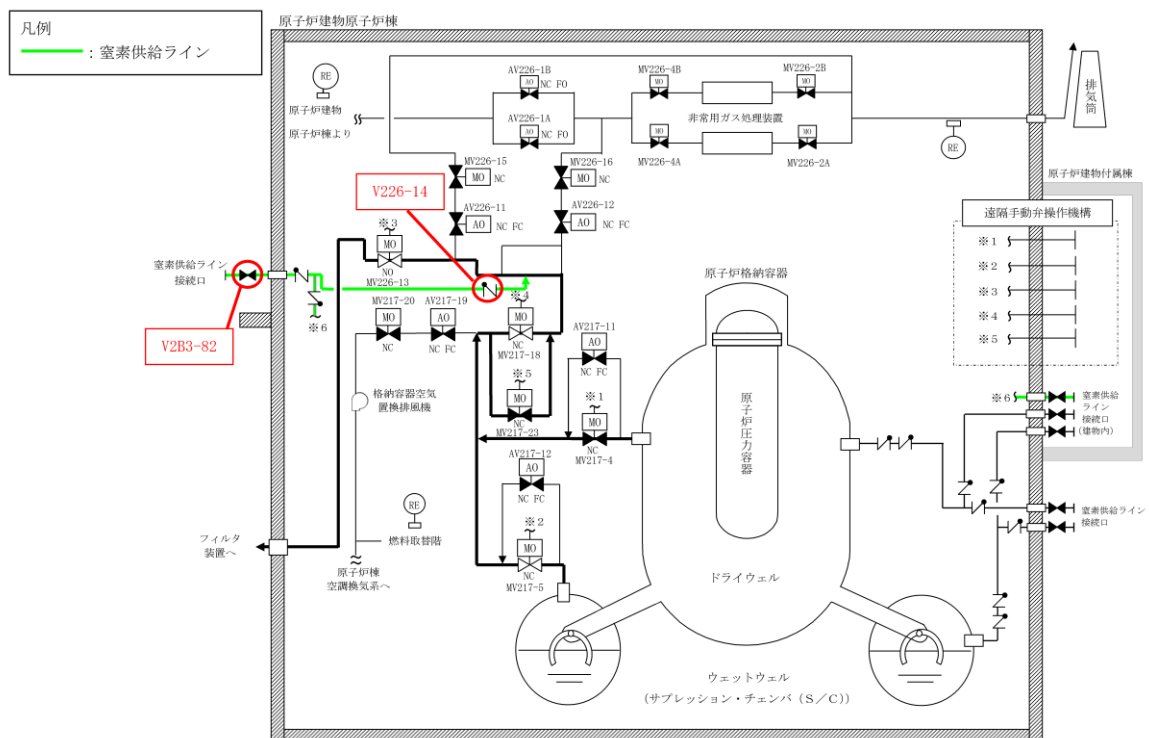 凡例
：窒素供給ライン
原子炉建物原子炉棟
RE
原子炉建物
原子炉棟より
AV226-1B
AO
NC FO
AV226-1A
AO
NC FO
MV226-4B
MO
MV226-2B
MO
非常用ガス処理装置
MO
MV226-4A
MO
MV226-2A
RE
排気筒
MV226-15
MO
NC
MV226-16
MO
NC
V226-14
AV226-11
AO
NC FC
AV226-12
AO
NC FC
原子炉建物付属棟
遠隔手動弁操作機構
※1
※2
※3
※4
※5
※3
MO
NO
MV226-13
窒素供給ライン
接続口
※6
V2B3-82
MV217-20
MO
NC
AV217-19
AO
NC FC
※4
MO
NC
MV217-18
AV217-11
AO
NC FC
原子炉格納容器
※5
MO
NC
MV217-23
※1
MO
NC
MV217-4
格納容器空気
置換排風機
原子炉圧力容器
※6
窒素供給
ライン
接続口
(建物内)
AV217-12
AO
NC FC
RE
燃料取替階
※2
MO
NC
MV217-5
窒素供給ライン
接続口
フィルタ
装置へ
原子炉棟
空調換気系へ
ドライウェル
ウェットウェル
(サプレッション・チェンバ（S／C）)